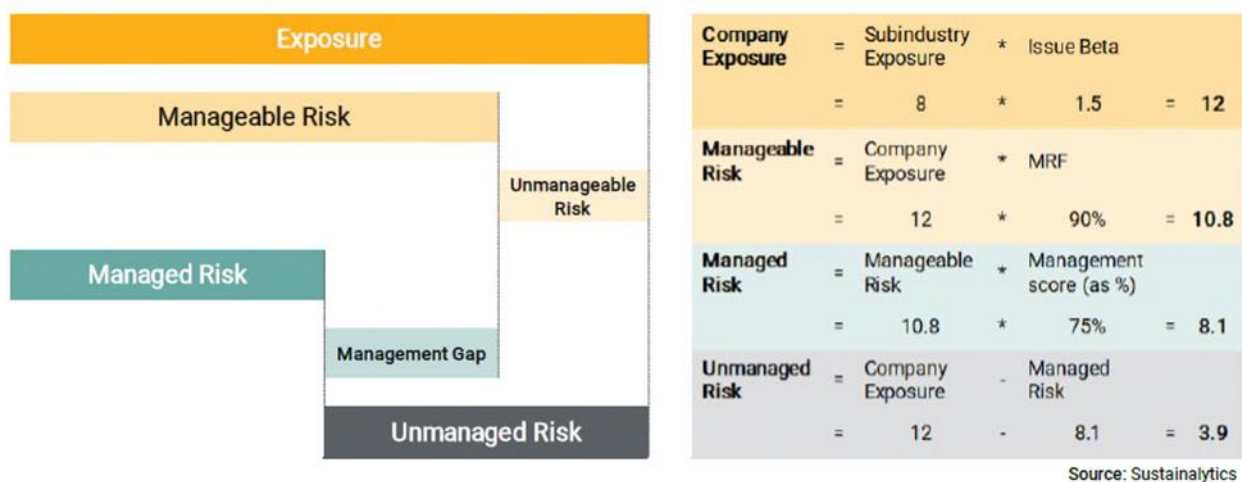 Exposure
Manageable Risk
Unmanageable
Risk
Managed Risk
Management Gap
Unmanaged Risk
Company = Subindustry * Issue Beta
Exposure Exposure
= 8 * 1.5 = 12
Manageable = Company * MRF
Risk Exposure
= 12 * 90% = 10.8
Managed = Manageable * Management
Risk Risk score (as %)
= 10.8 * 75% = 8.1
Unmanaged = Company - Managed
Risk Exposure Risk
= 12 - 8.1 = 3.9
Source: Sustainalytics